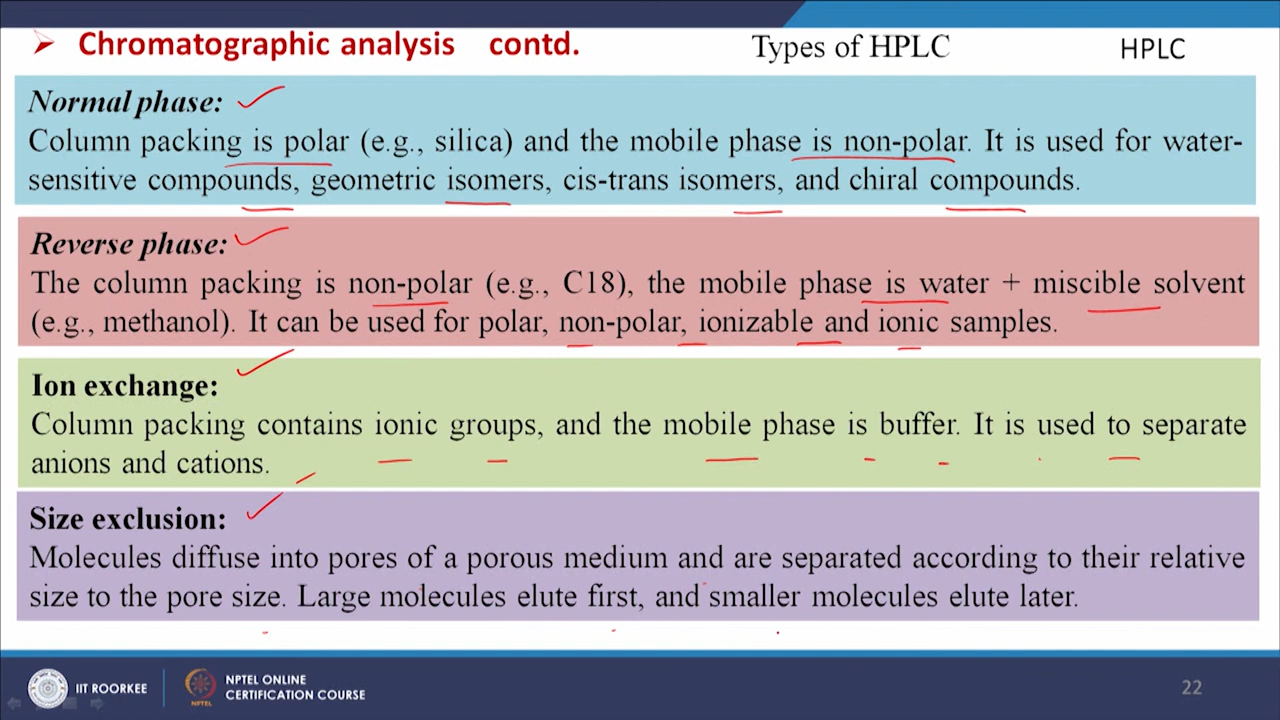 Chromatographic analysis contd. Types of HPLC HPLC
Normal phase:
Column packing is polar (e.g., silica) and the mobile phase is non-polar. It is used for water-
sensitive compounds, geometric isomers, cis-trans isomers, and chiral compounds.
Reverse phase:
The column packing is non-polar (e.g., C18), the mobile phase is water + miscible solvent
(e.g., methanol). It can be used for polar, non-polar, ionizable and ionic samples.
Ion exchange:
Column packing contains ionic groups, and the mobile phase is buffer. It is used to separate
anions and cations.
Size exclusion:
Molecules diffuse into pores of a porous medium and are separated according to their relative
size to the pore size. Large molecules elute first, and smaller molecules elute later.
IIT ROORKEE
NPTEL
NPTEL ONLINE
CERTIFICATION COURSE
22